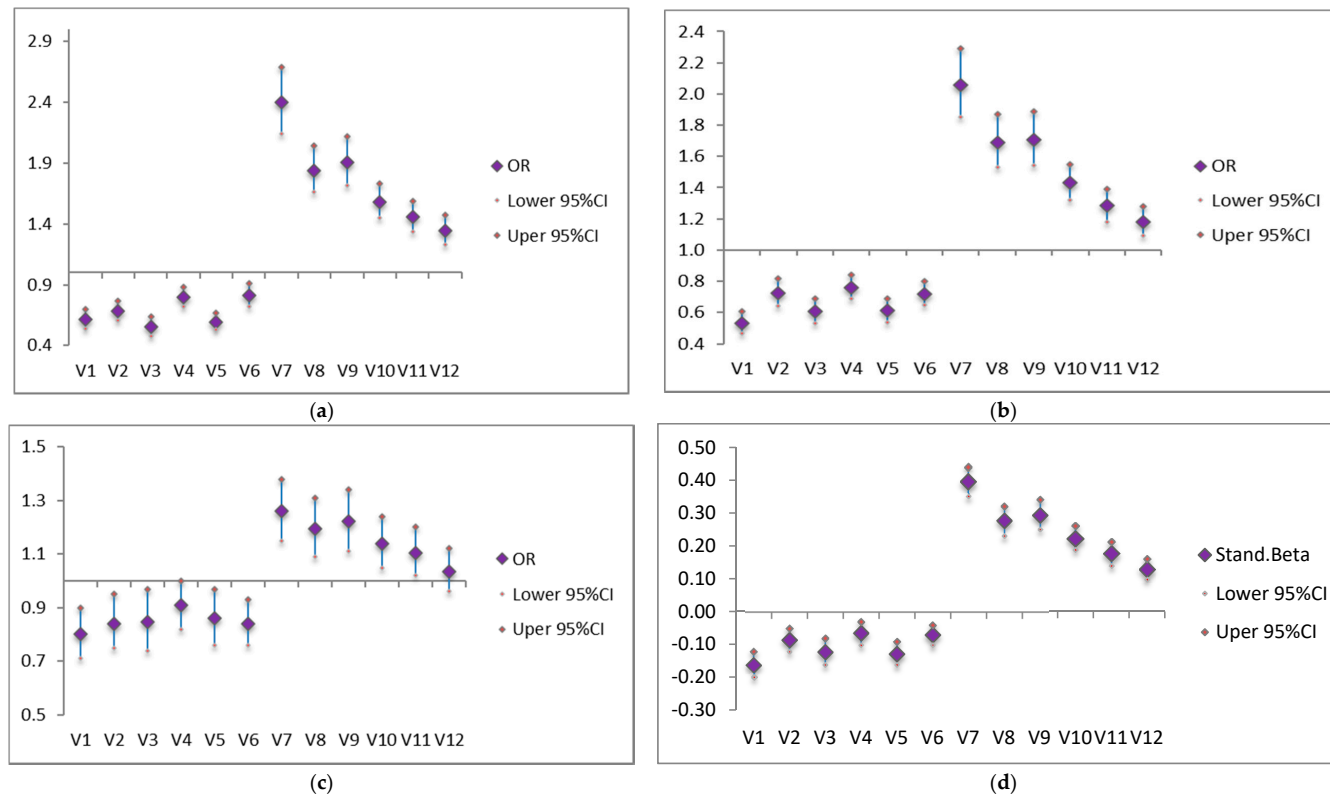 2.9
2.4
1.9
1.4
0.9
0.4
V1 V2 V3 V4 V5 V6 V7 V8 V9 V10 V11 V12
OR
Lower 95%CI
Uper 95%CI
(a)
2.4
2.2
2.0
1.8
1.6
1.4
1.2
1.0
0.8
0.6
0.4
V1 V2 V3 V4 V5 V6 V7 V8 V9 V10 V11 V12
OR
Lower 95%CI
Uper 95%CI
(b)
1.5
1.3
1.1
0.9
0.7
0.5
V1 V2 V3 V4 V5 V6 V7 V8 V9 V10 V11 V12
OR
Lower 95%CI
Uper 95%CI
(c)
0.50
0.40
0.30
0.20
0.10
0.00
-0.10
-0.20
-0.30
V1 V2 V3 V4 V5 V6 V7 V8 V9 V10 V11 V12
Stand.Beta
Lower 95%CI
Uper 95%CI
(d)